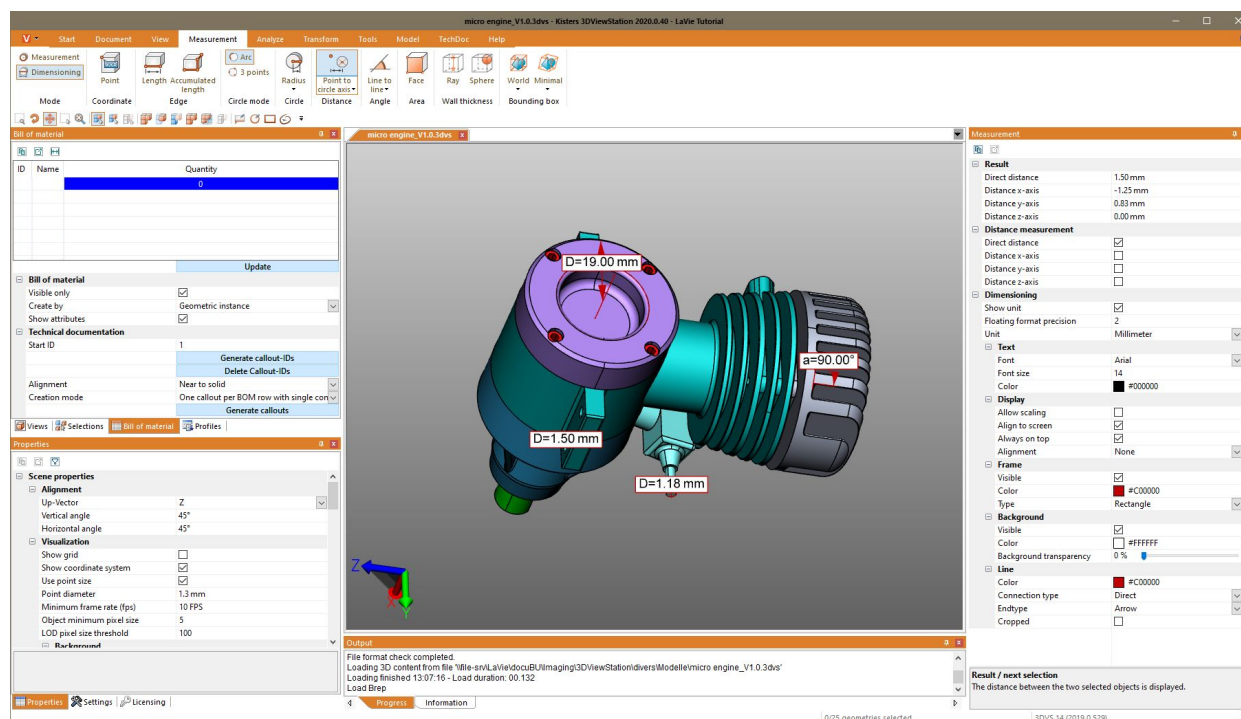 micro engine_V1.0.3dvs - Kisters 3DViewStation 2020.0.40 - LaVie Tutorial
V Start Document View Measurement Analyze Transform Tools Model TechDoc Help
Measurement
Dimensioning
Point
Length
Accumulated length
Arc
3 points
Radius
Point to circle axis
Line to line
Face
Ray
Sphere
World
Minimal
Mode Coordinate Edge Circle mode Circle Distance Angle Area Wall thickness Bounding box
Bill of material
ID Name Quantity
0
Update
Bill of material
Visible only
Create by Geometric instance
Show attributes
Technical documentation
Start ID 1
Generate callout-IDs
Delete Callout-IDs
Alignment Near to solid
Creation mode One callout per BOM row with single con
Generate callouts
Views Selections Bill of material Profiles
Properties
Scene properties
Alignment
Up-Vector Z
Vertical angle 45°
Horizontal angle 45°
Visualization
Show grid
Show coordinate system
Use point size
Point diameter 1.3 mm
Minimum frame rate (fps) 10 FPS
Object minimum pixel size 5
LOD pixel size threshold 100
Background
Properties Settings Licensing
micro engine_V1.0.3dvs
D=19.00 mm
a=90.00°
D=1.50 mm
D=1.18 mm
Z
X
Y
Output
File format check completed.
Loading 3D content from file '\\file-srv\LaVie\docuBU\Imaging\3DViewStation\divers\Modelle\micro engine_V1.0.3dvs'
Loading finished 13:07:16 - Load duration: 00.132
Load Brep
Progress Information
Measurement
Result
Direct distance 1.50 mm
Distance x-axis -1.25 mm
Distance y-axis 0.83 mm
Distance z-axis 0.00 mm
Distance measurement
Direct distance
Distance x-axis
Distance y-axis
Distance z-axis
Dimensioning
Show unit
Floating format precision 2
Unit Millimeter
Text
Font Arial
Font size 14
Color #000000
Display
Allow scaling
Align to screen
Always on top
Alignment None
Frame
Visible
Color #C00000
Type Rectangle
Background
Visible
Color #FFFFFF
Background transparency 0 %
Line
Color #C00000
Connection type Direct
Endtype Arrow
Cropped
Result / next selection
The distance between the two selected objects is displayed.
0/25 geometries selected 3DVS 14 (2019.0.529)